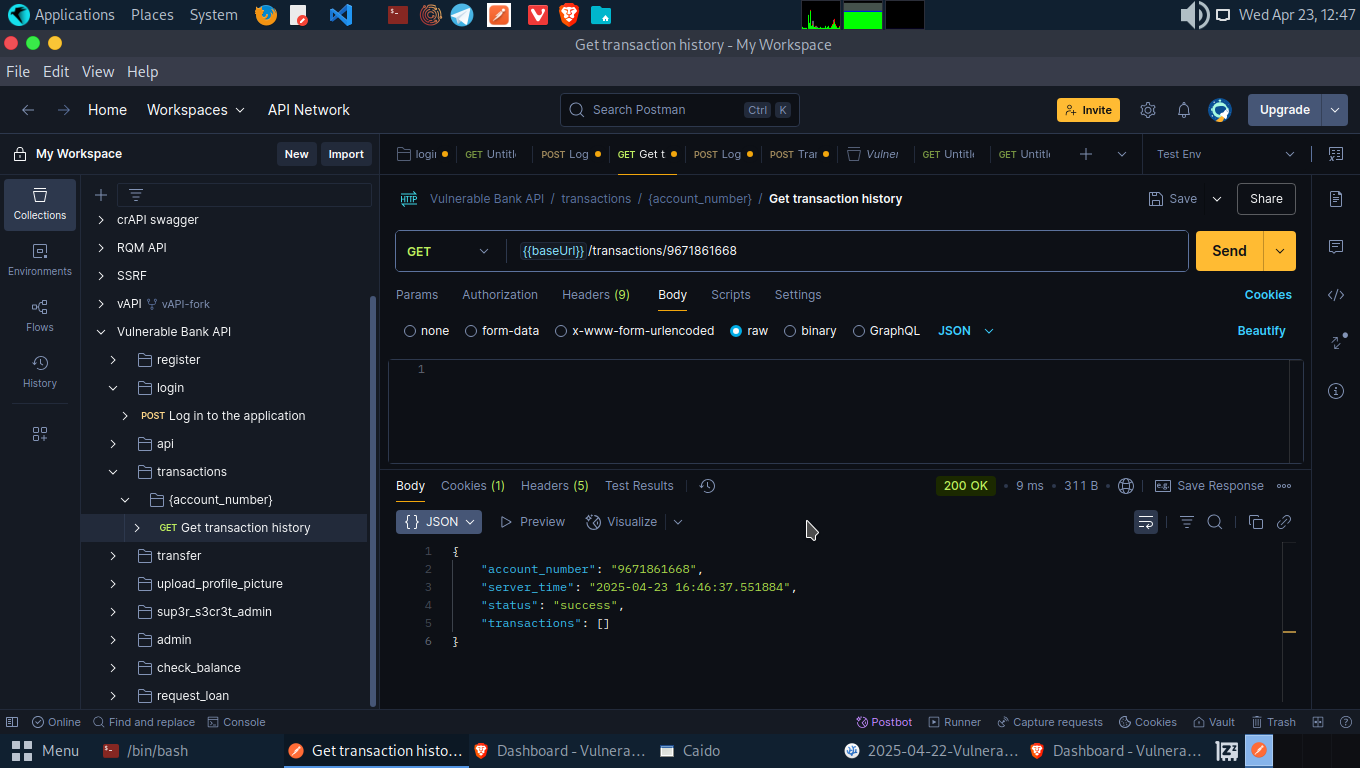 Applications Places System Wed Apr 23, 12:47
Get transaction history - My Workspace
File Edit View Help
Home Workspaces API Network Search Postman Ctrl K Invite Upgrade
My Workspace New Import
login GET Untitl POST Log GET Get t POST Log POST Trar Vulner GET Untitl GET Untitl Test Env
Collections
Environments
Flows
History
crAPI swagger
RQM API
SSRF
vAPI vAPI-fork
Vulnerable Bank API
register
login
POST Log in to the application
api
transactions
{account_number}
GET Get transaction history
transfer
upload_profile_picture
sup3r_s3cr3t_admin
admin
check_balance
request_loan
HTTP Vulnerable Bank API / transactions / {account_number} / Get transaction history Save Share
GET {{baseUrl}} /transactions/9671861668 Send
Params Authorization Headers (9) Body Scripts Settings Cookies
none form-data x-www-form-urlencoded raw binary GraphQL JSON Beautify
1
Body Cookies (1) Headers (5) Test Results 200 OK 9 ms 311 B e.g. Save Response
{} JSON Preview Visualize
1 {
2 "account_number": "9671861668",
3 "server_time": "2025-04-23 16:46:37.551884",
4 "status": "success",
5 "transactions": []
6 }
Online Find and replace Console Postbot Runner Capture requests Cookies Vault Trash
Menu /bin/bash Get transaction histo... Dashboard - Vulnera... Caido 2025-04-22-Vulnera... Dashboard - Vulnera...